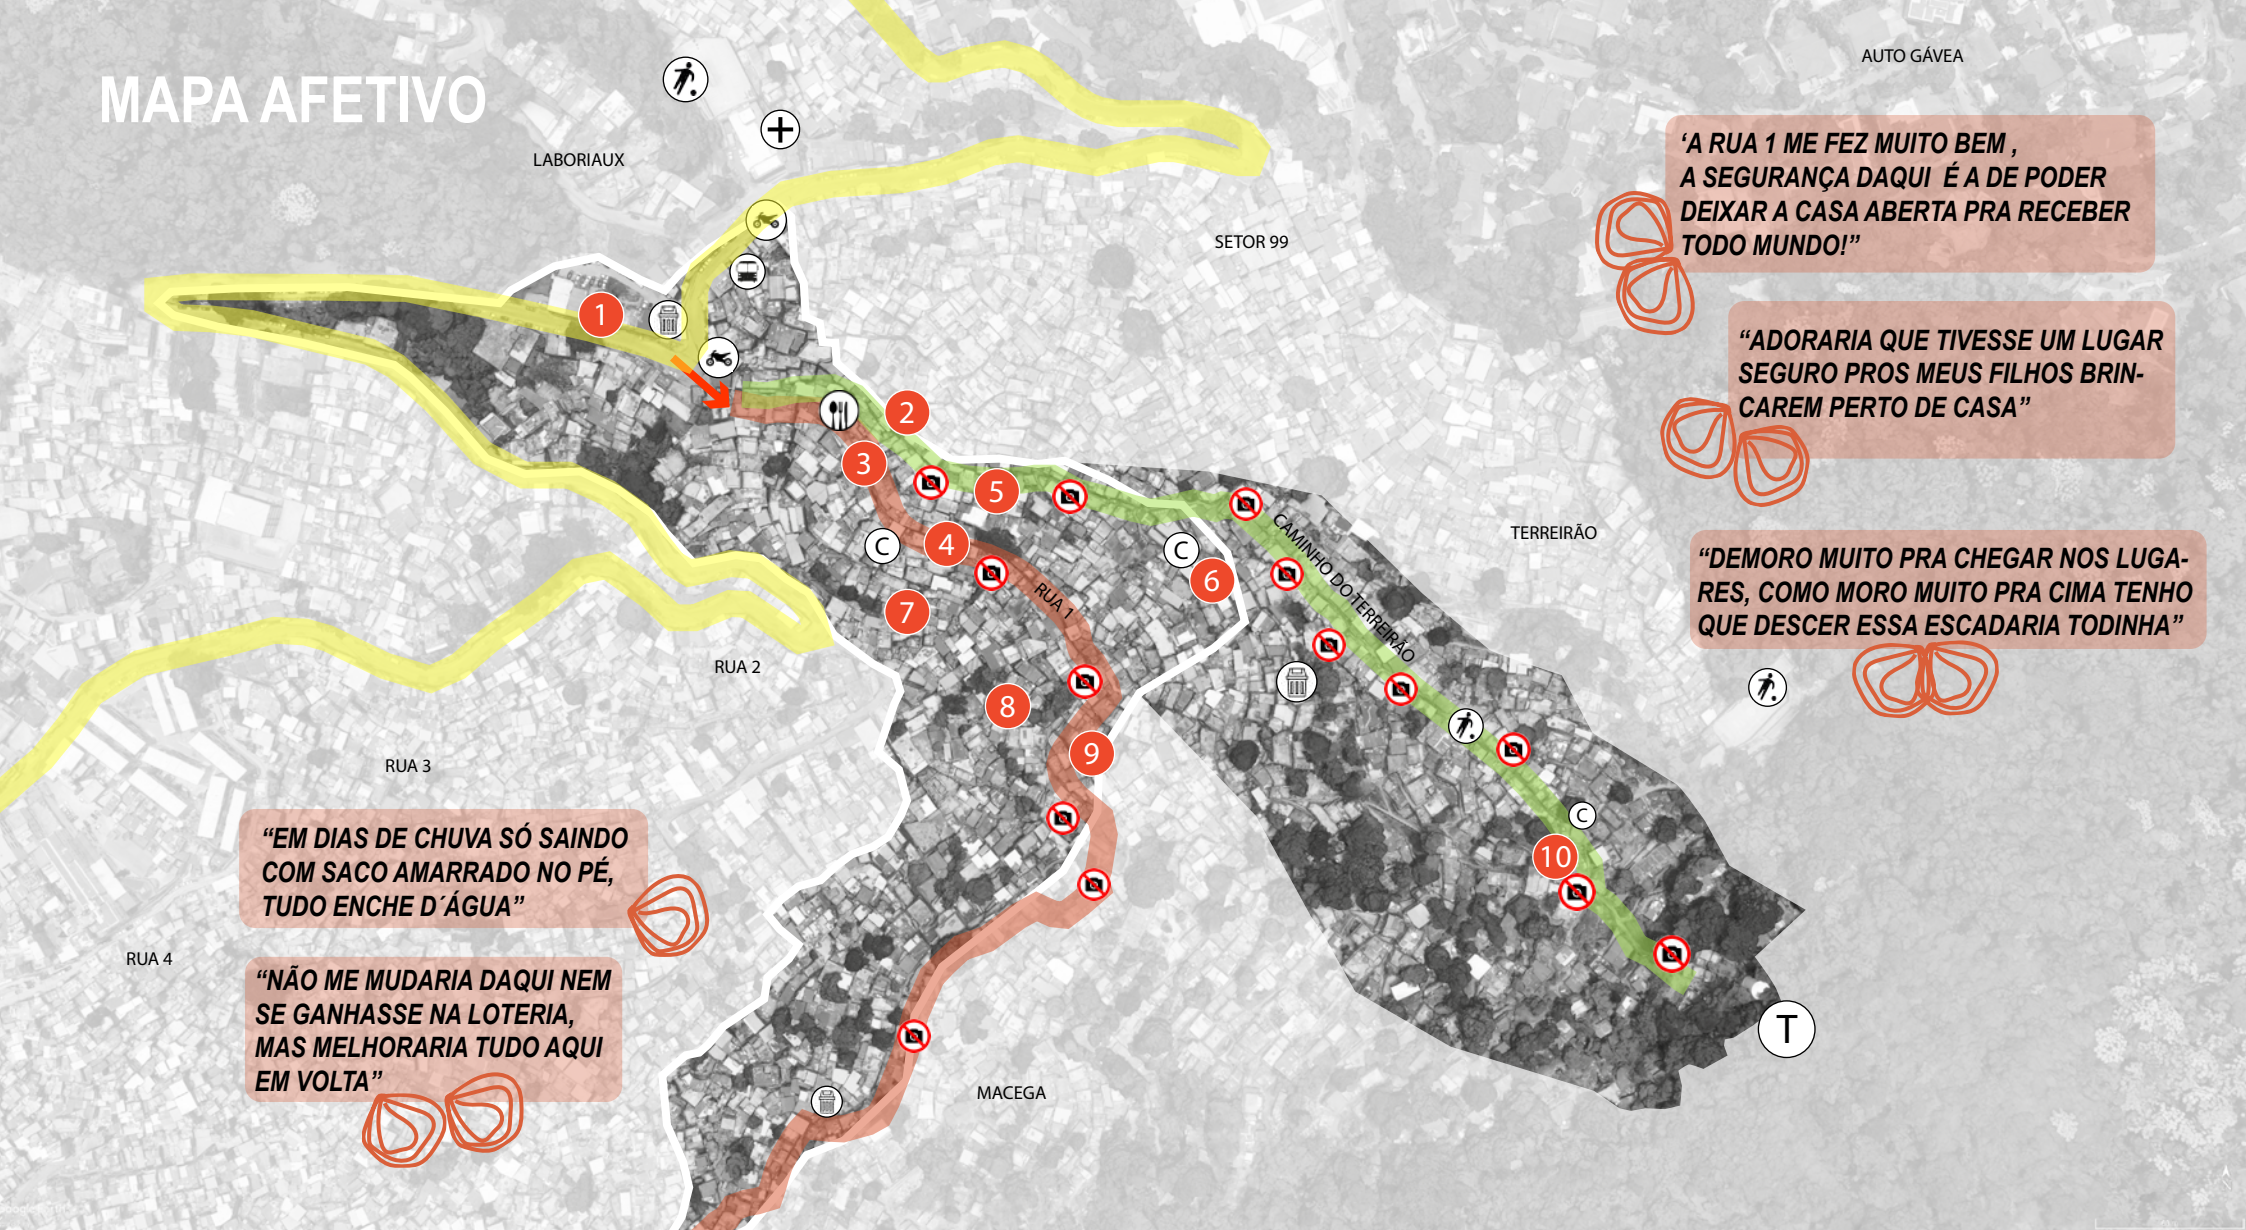 MAPA AFETIVO
AUTO GÁVEA
LABORIAUX
SETOR 99
‘A RUA 1 ME FEZ MUITO BEM ,
A SEGURANÇA DAQUI É A DE PODER
DEIXAR A CASA ABERTA PRA RECEBER
TODO MUNDO!”
“ADORARIA QUE TIVESSE UM LUGAR
SEGURO PROS MEUS FILHOS BRIN-
CAREM PERTO DE CASA”
“DEMORO MUITO PRA CHEGAR NOS LUGA-
RES, COMO MORO MUITO PRA CIMA TENHO
QUE DESCER ESSA ESCADARIA TODINHA”
1
2
3
5
4
C
C
6
7
8
9
10
C
T
RUA 1
CAMINHO DO TERREIRÃO
TERREIRÃO
RUA 2
RUA 3
RUA 4
MACEGA
“EM DIAS DE CHUVA SÓ SAINDO
COM SACO AMARRADO NO PÉ,
TUDO ENCHE D´ÁGUA”
“NÃO ME MUDARIA DAQUI NEM
SE GANHASSE NA LOTERIA,
MAS MELHORARIA TUDO AQUI
EM VOLTA”